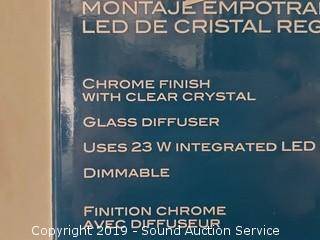 MONTAJE EMPOTRA
LED DE CRISTAL REG
CHROME FINISH
WITH CLEAR CRYSTAL
GLASS DIFFUSER
USES 23 W INTEGRATED LED
DIMMABLE
FINITION CHROME
AVEC DIFFUSEUR
Copyright 2019 - Sound Auction Service